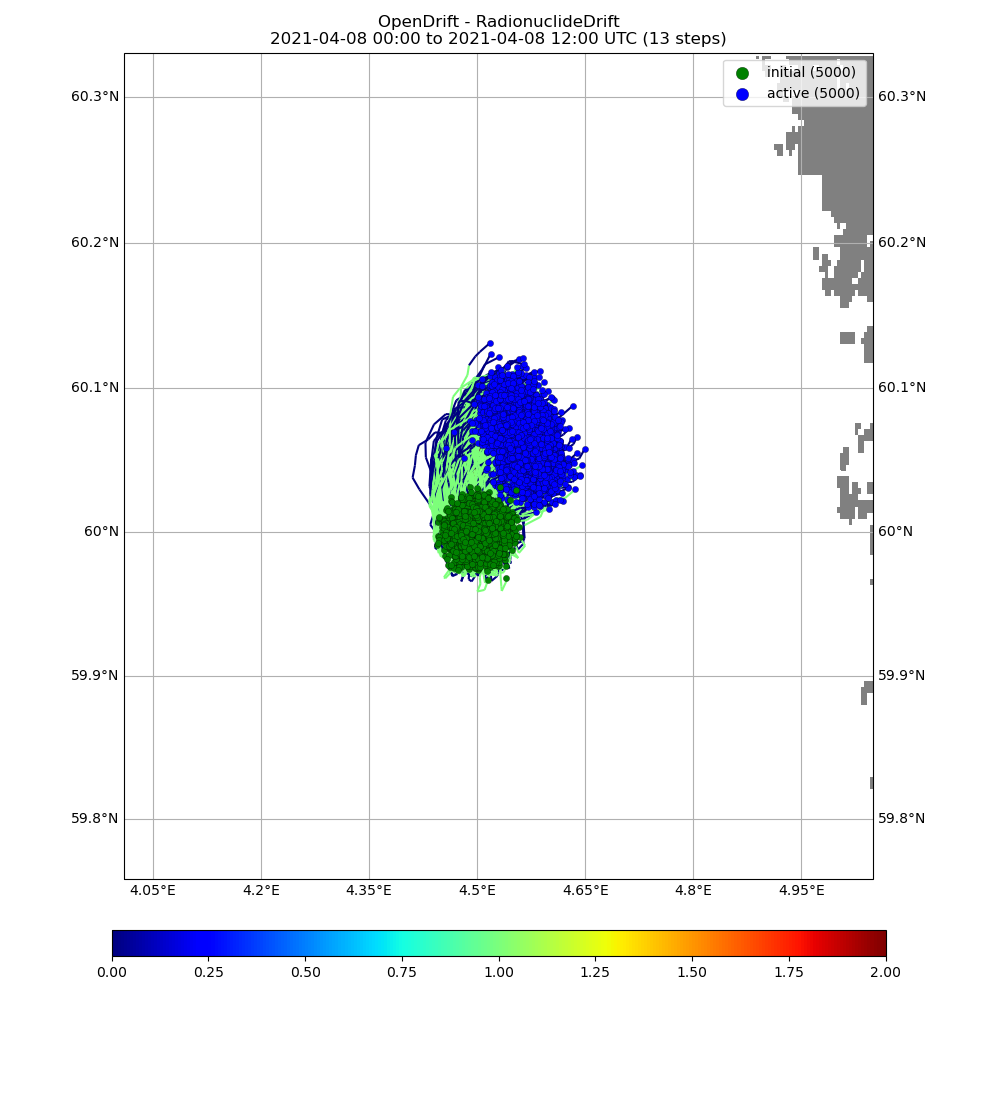 OpenDrift - RadionuclideDrift
2021-04-08 00:00 to 2021-04-08 12:00 UTC (13 steps)
initial (5000)
active (5000)
60.3°N
60.3°N
60.2°N
60.2°N
60.1°N
60.1°N
60°N
60°N
59.9°N
59.9°N
59.8°N
59.8°N
4.05°E 4.2°E 4.35°E 4.5°E 4.65°E 4.8°E 4.95°E
0.00 0.25 0.50 0.75 1.00 1.25 1.50 1.75 2.00